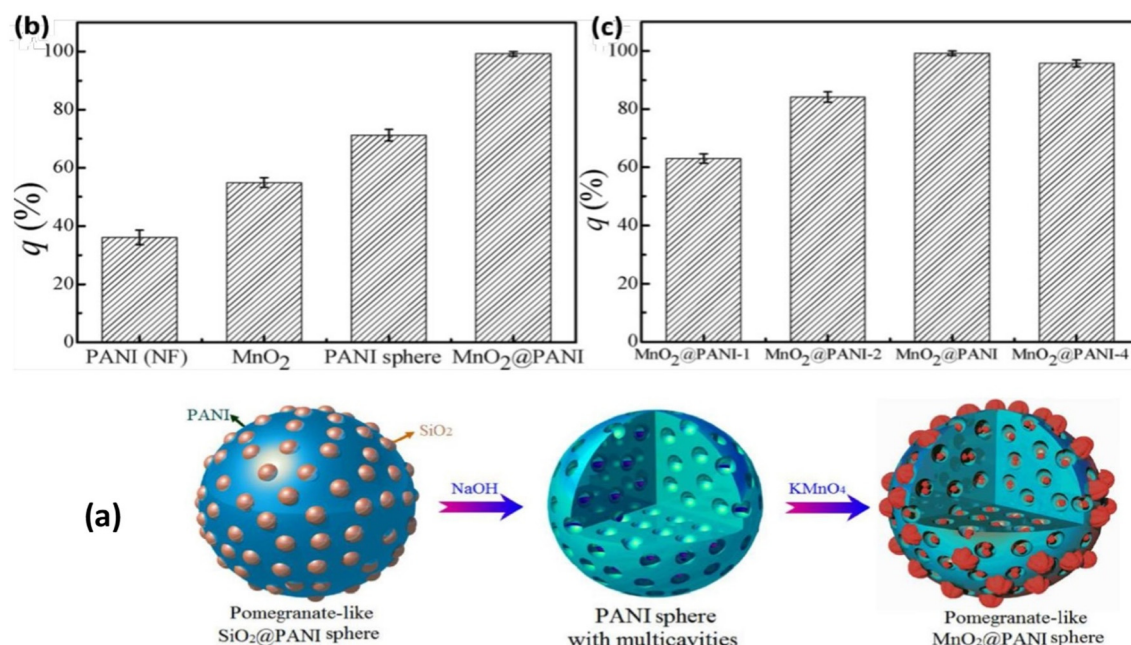 (b)
q (%)
100
80
60
40
20
0
PANI (NF) MnO2 PANI sphere MnO2@PANI
(c)
q (%)
100
80
60
40
20
0
MnO2@PANI-1 MnO2@PANI-2 MnO2@PANI MnO2@PANI-4
(a)
PANI
SiO2
NaOH
KMnO4
Pomegranate-like
SiO2@PANI sphere
PANI sphere
with multicavities
Pomegranate-like
MnO2@PANI sphere